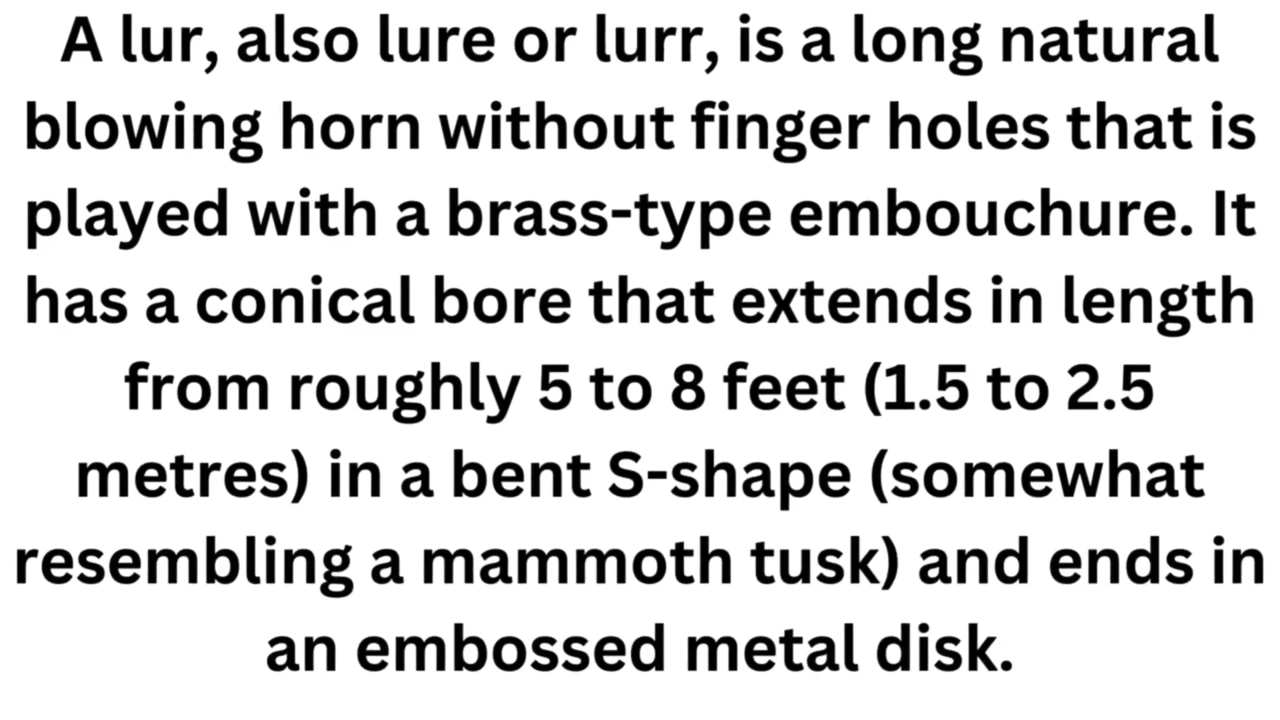 A lur, also lure or lurr, is a long natural
blowing horn without finger holes that is
played with a brass-type embouchure. It
has a conical bore that extends in length
from roughly 5 to 8 feet (1.5 to 2.5
metres) in a bent S-shape (somewhat
resembling a mammoth tusk) and ends in
an embossed metal disk.